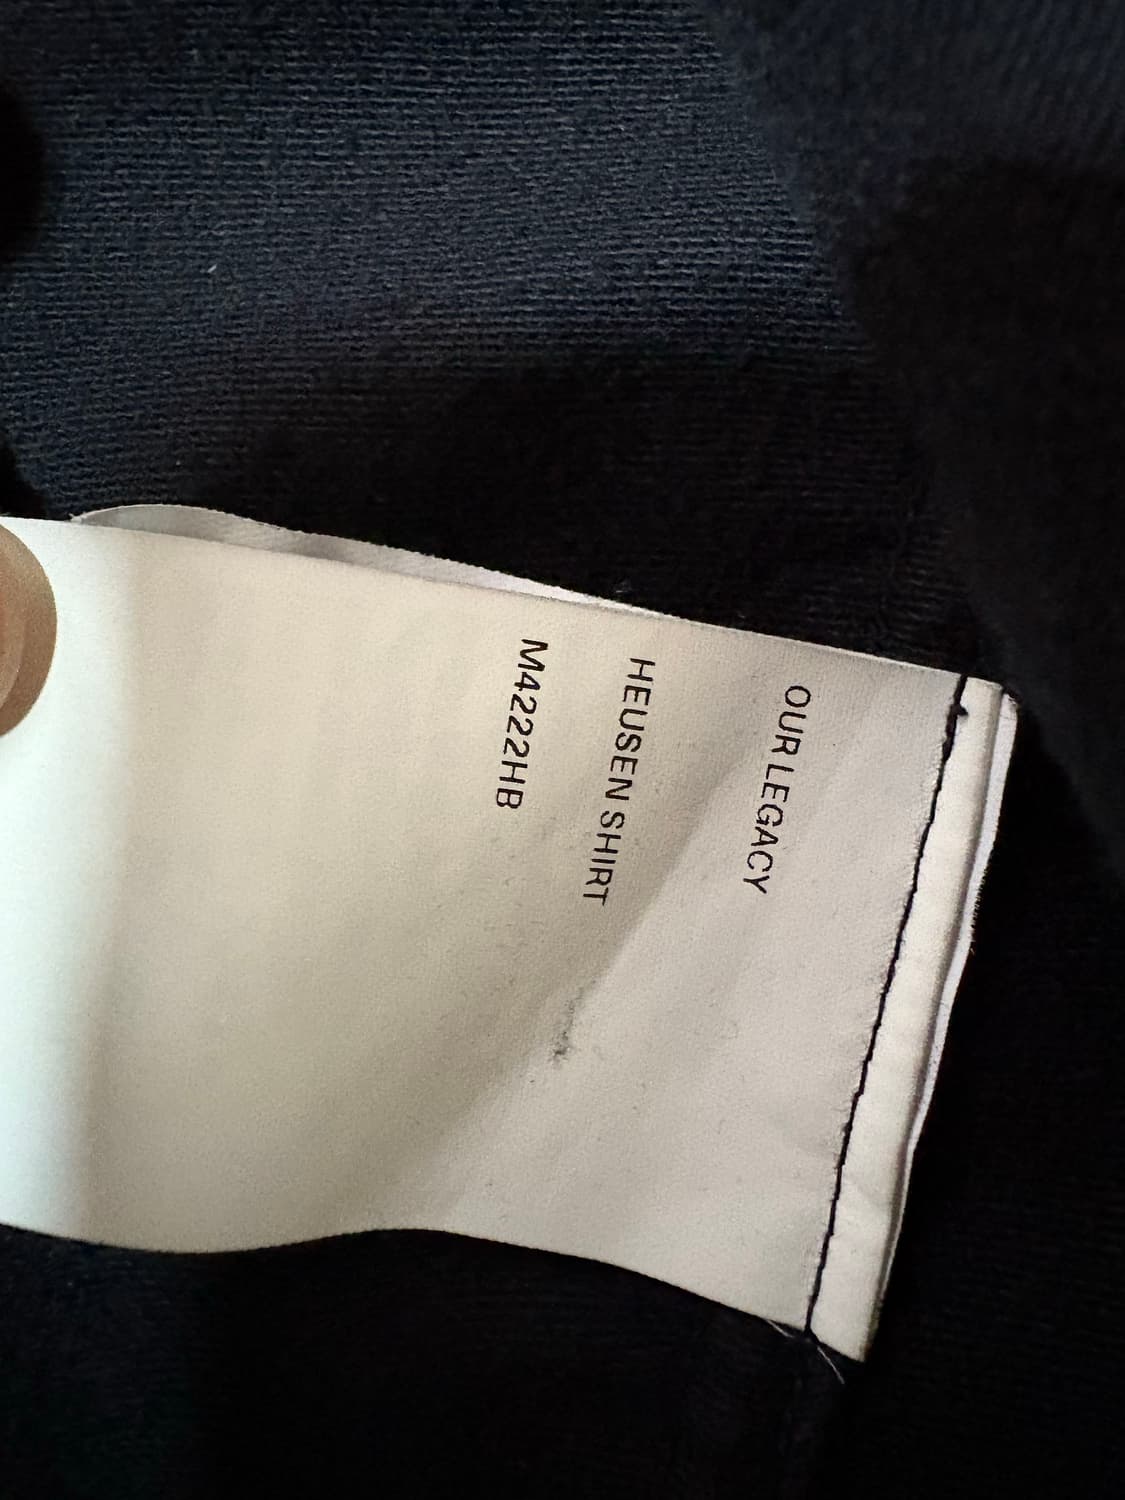 OUR LEGACY
HEUSEN SHIRT
M4222HB